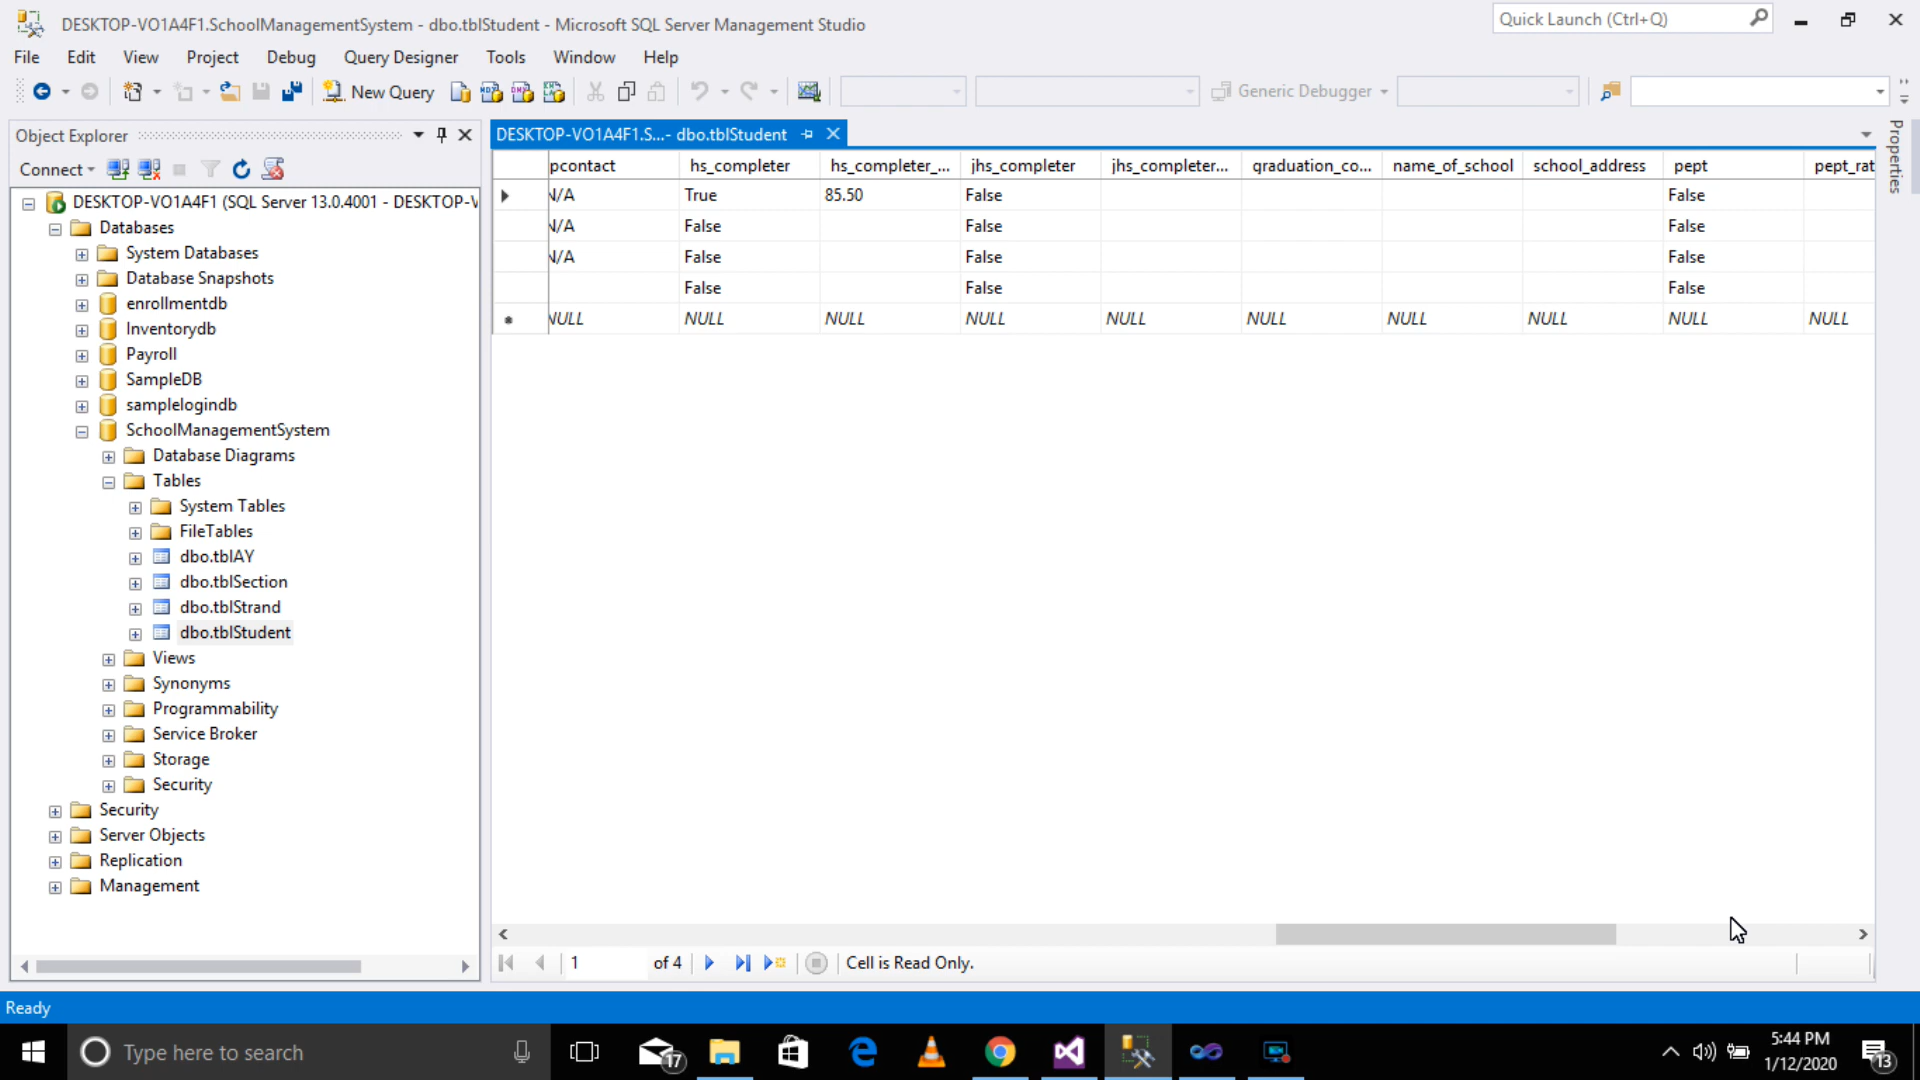 DESKTOP-VO1A4F1.SchoolManagementSystem - dbo.tblStudent - Microsoft SQL Server Management Studio
Quick Launch (Ctrl+Q)
File Edit View Project Debug Query Designer Tools Window Help
New Query
Generic Debugger
Object Explorer
DESKTOP-VO1A4F1.S...- dbo.tblStudent
Properties
Connect
DESKTOP-VO1A4F1 (SQL Server 13.0.4001 - DESKTOP-V
Databases
System Databases
Database Snapshots
enrollmentdb
Inventorydb
Payroll
SampleDB
samplelogindb
SchoolManagementSystem
Database Diagrams
Tables
System Tables
FileTables
dbo.tblAY
dbo.tblSection
dbo.tblStrand
dbo.tblStudent
Views
Synonyms
Programmability
Service Broker
Storage
Security
Security
Server Objects
Replication
Management
pcontact hs_completer hs_completer_... jhs_completer jhs_completer... graduation_co... name_of_school school_address pept pept_rat
N/A True 85.50 False False
N/A False False False
N/A False False False
False False False
NULL NULL NULL NULL NULL NULL NULL NULL NULL NULL
1 of 4 Cell is Read Only.
Ready
Type here to search
17
5:44 PM
1/12/2020
13